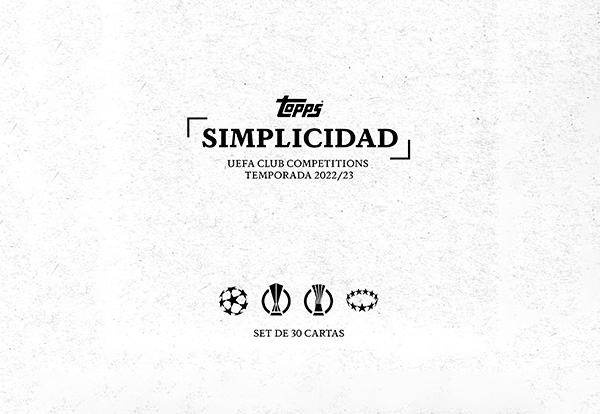 topps
SIMPLICIDAD
UEFA CLUB COMPETITIONS
TEMPORADA 2022/23
SET DE 30 CARTAS